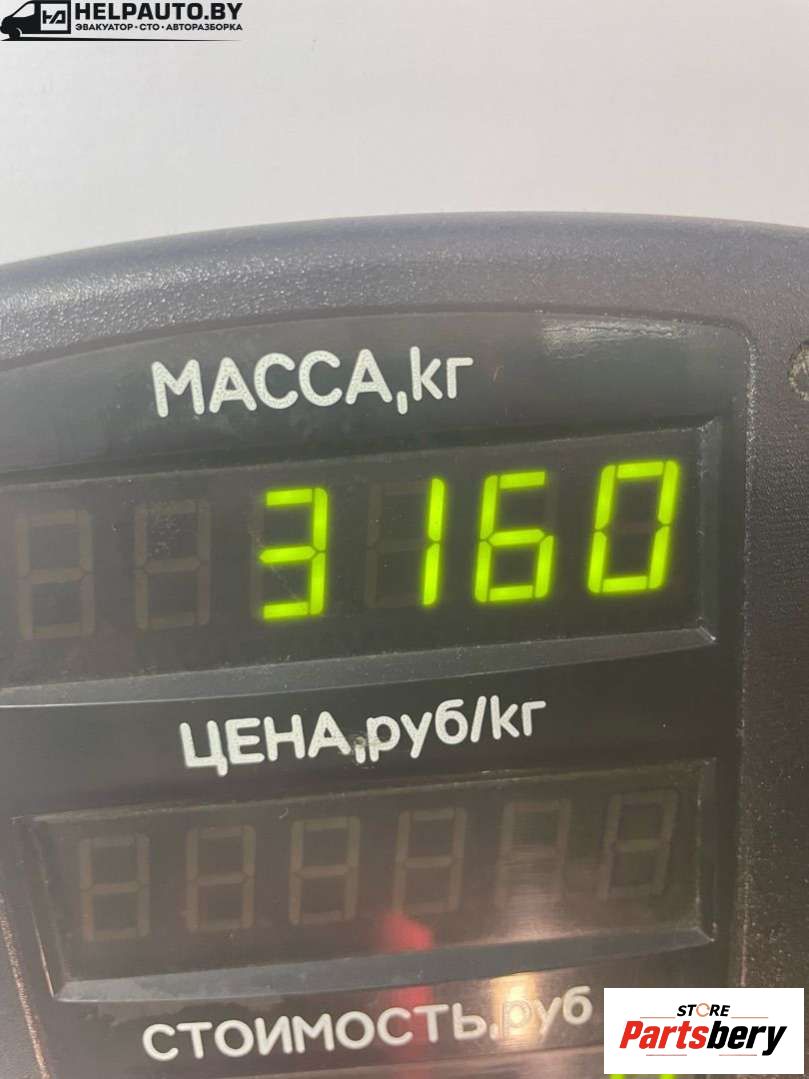 HELPAUTO.BY
ЭВАКУАТОР • СТО • АВТОРАЗБОРКА
МАССА,кг
3160
ЦЕНА,руб/кг
СТОИМОСТЬ,руб
STORE
Partsbery